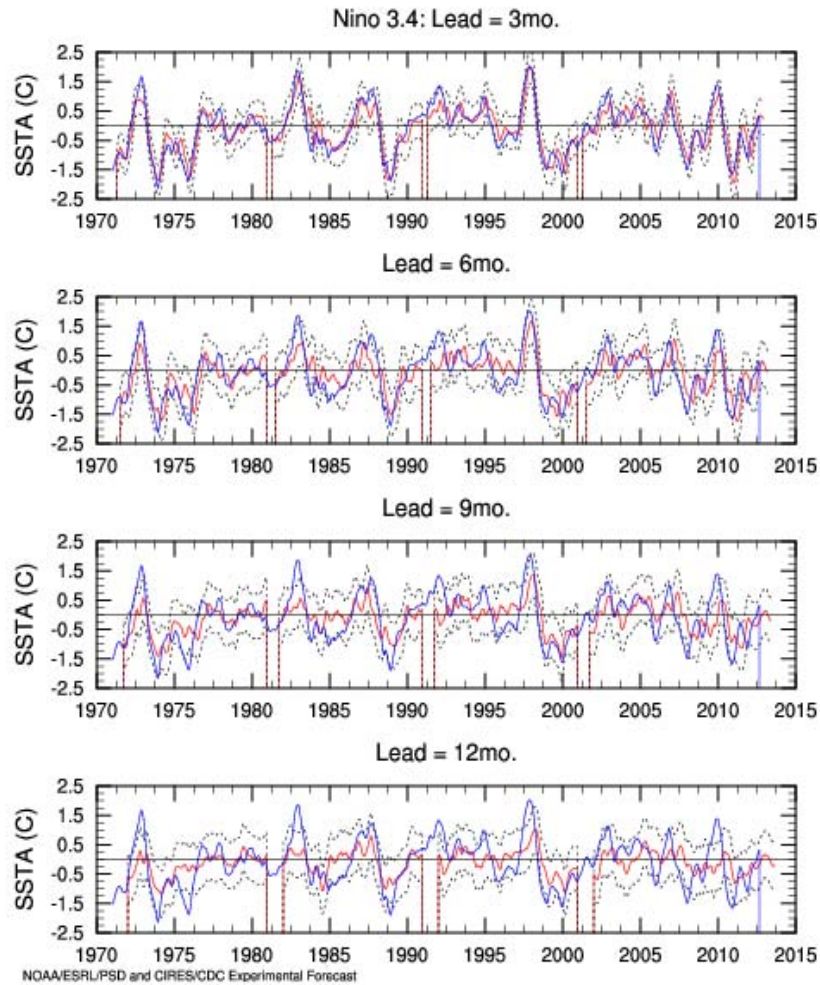 Nino 3.4: Lead = 3mo.
SSTA (C)
2.5
1.5
0.5
-0.5
-1.5
-2.5
1970 1975 1980 1985 1990 1995 2000 2005 2010 2015
Lead = 6mo.
SSTA (C)
2.5
1.5
0.5
-0.5
-1.5
-2.5
1970 1975 1980 1985 1990 1995 2000 2005 2010 2015
Lead = 9mo.
SSTA (C)
2.5
1.5
0.5
-0.5
-1.5
-2.5
1970 1975 1980 1985 1990 1995 2000 2005 2010 2015
Lead = 12mo.
SSTA (C)
2.5
1.5
0.5
-0.5
-1.5
-2.5
1970 1975 1980 1985 1990 1995 2000 2005 2010 2015
NOAA/ESRL/PSD and CIRES/CDC Experimental Forecast